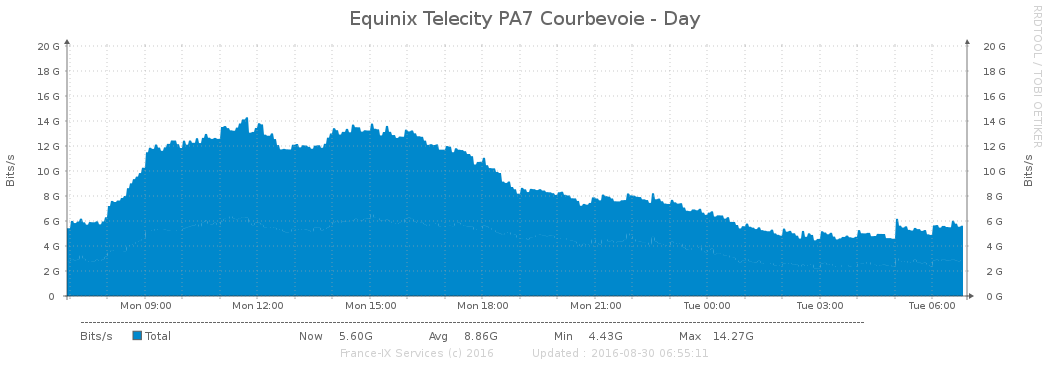 Equinix Telecity PA7 Courbevoie - Day
RRDTOOL / TOBI OETIKER
Bits/s
20 G 20 G
18 G 18 G
16 G 16 G
14 G 14 G
12 G 12 G
10 G 10 G
8 G 8 G
6 G 6 G
4 G 4 G
2 G 2 G
0 0 G
Bits/s
Mon 09:00 Mon 12:00 Mon 15:00 Mon 18:00 Mon 21:00 Tue 00:00 Tue 03:00 Tue 06:00
Bits/s Total Now 5.60G Avg 8.86G Min 4.43G Max 14.27G
France-IX Services (c) 2016 Updated : 2016-08-30 06:55:11